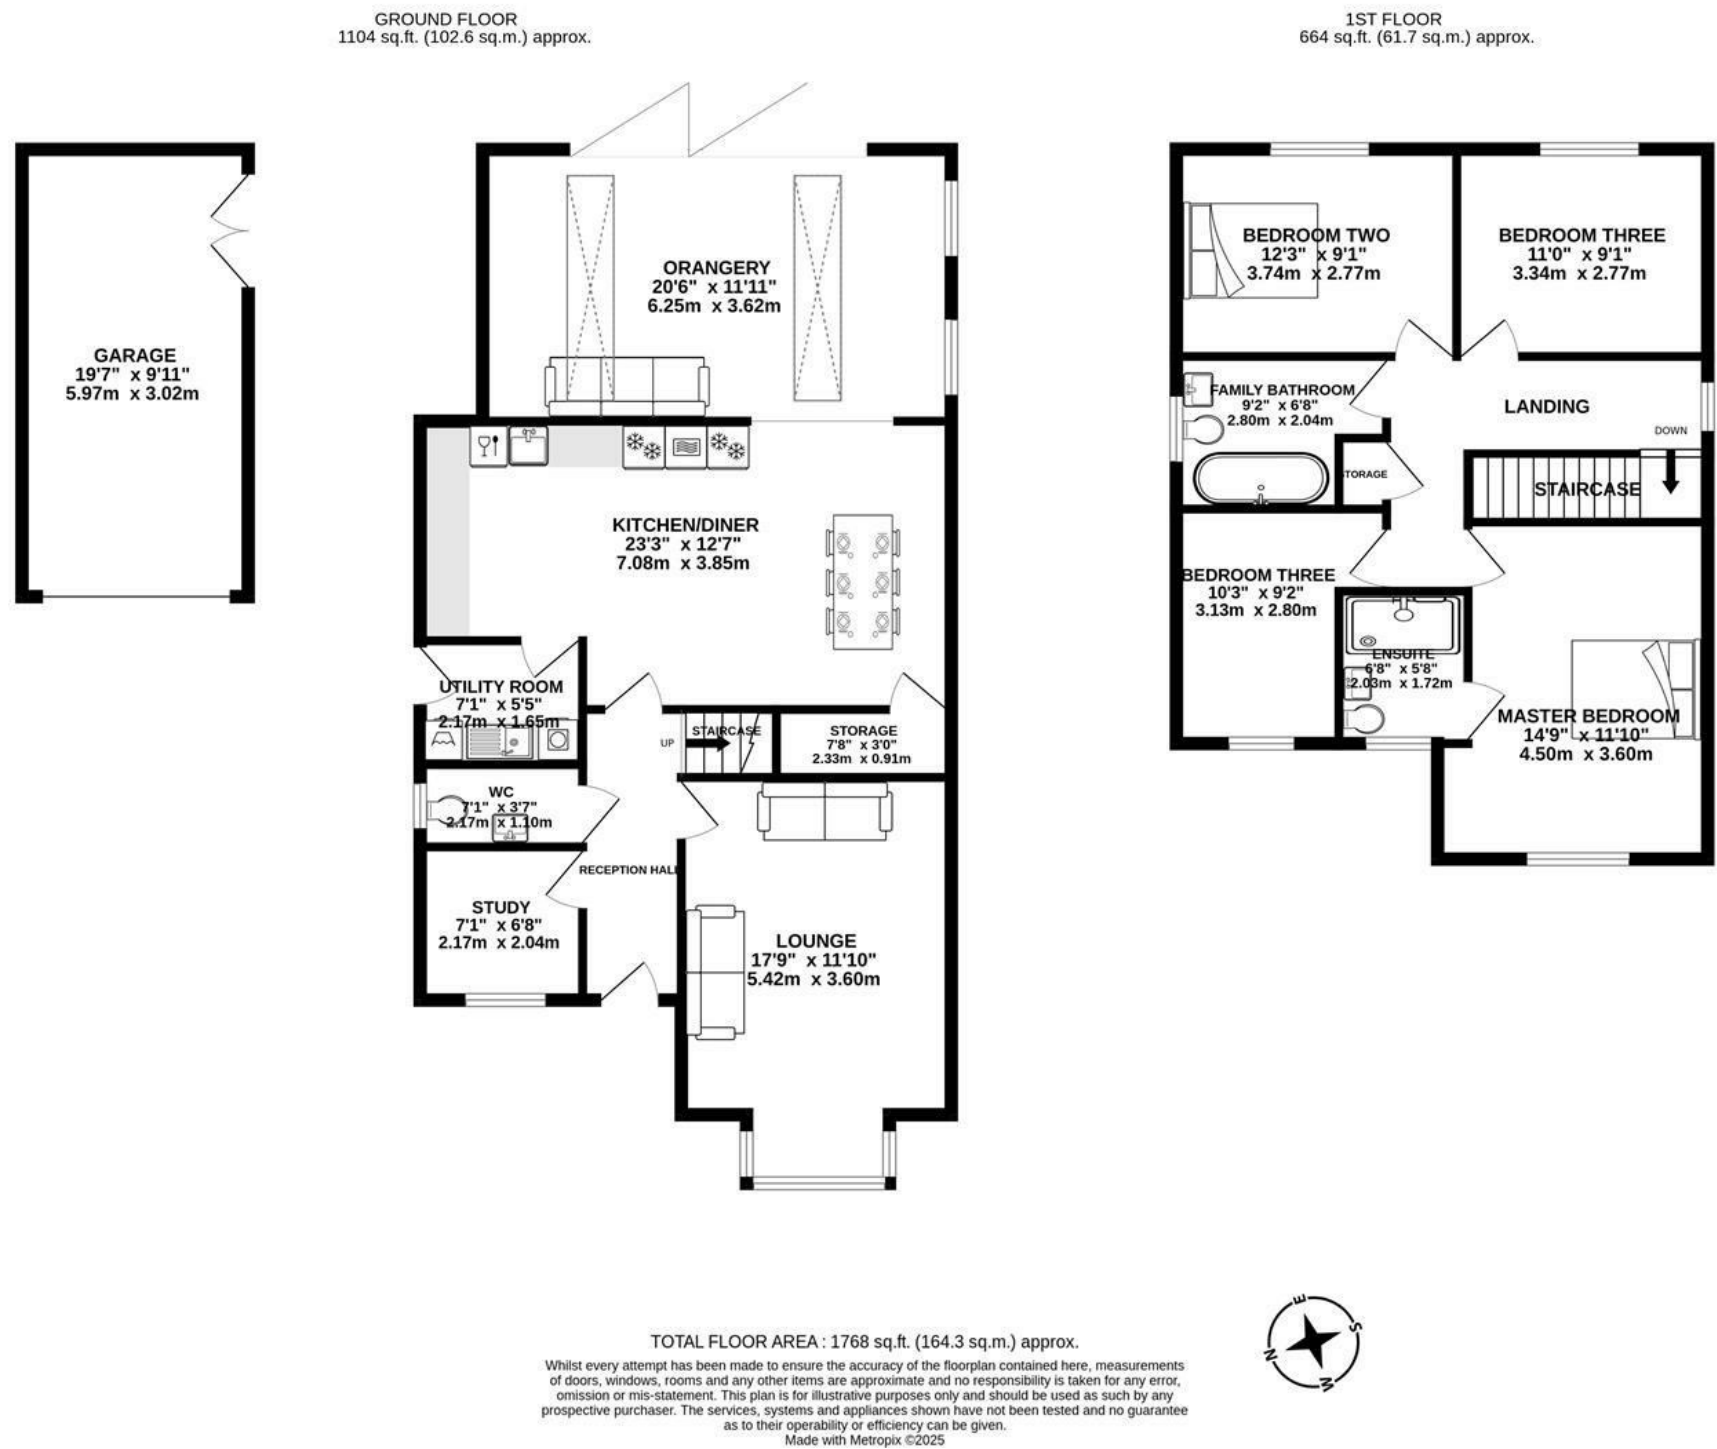 GROUND FLOOR
1104 sq.ft. (102.6 sq.m.) approx.
1ST FLOOR
664 sq.ft. (61.7 sq.m.) approx.
GARAGE
19'7" x 9'11"
5.97m x 3.02m
ORANGERY
20'6" x 11'11"
6.25m x 3.62m
KITCHEN/DINER
23'3" x 12'7"
7.08m x 3.85m
UTILITY ROOM
7'1" x 5'5"
2.17m x 1.65m
UP
STAIRCASE
STORAGE
7'8" x 3'0"
2.33m x 0.91m
WC
7'1" x 3'7"
2.17m x 1.10m
RECEPTION HALL
STUDY
7'1" x 6'8"
2.17m x 2.04m
LOUNGE
17'9" x 11'10"
5.42m x 3.60m
BEDROOM TWO
12'3" x 9'1"
3.74m x 2.77m
BEDROOM THREE
11'0" x 9'1"
3.34m x 2.77m
FAMILY BATHROOM
9'2" x 6'8"
2.80m x 2.04m
LANDING
DOWN
STORAGE
STAIRCASE
BEDROOM THREE
10'3" x 9'2"
3.13m x 2.80m
ENSUITE
6'8" x 5'8"
2.03m x 1.72m
MASTER BEDROOM
14'9" x 11'10"
4.50m x 3.60m
E
S
N
W
TOTAL FLOOR AREA : 1768 sq.ft. (164.3 sq.m.) approx.
Whilst every attempt has been made to ensure the accuracy of the floorplan contained here, measurements
of doors, windows, rooms and any other items are approximate and no responsibility is taken for any error,
omission or mis-statement. This plan is for illustrative purposes only and should be used as such by any
prospective purchaser. The services, systems and appliances shown have not been tested and no guarantee
as to their operability or efficiency can be given.
Made with Metropix ©2025